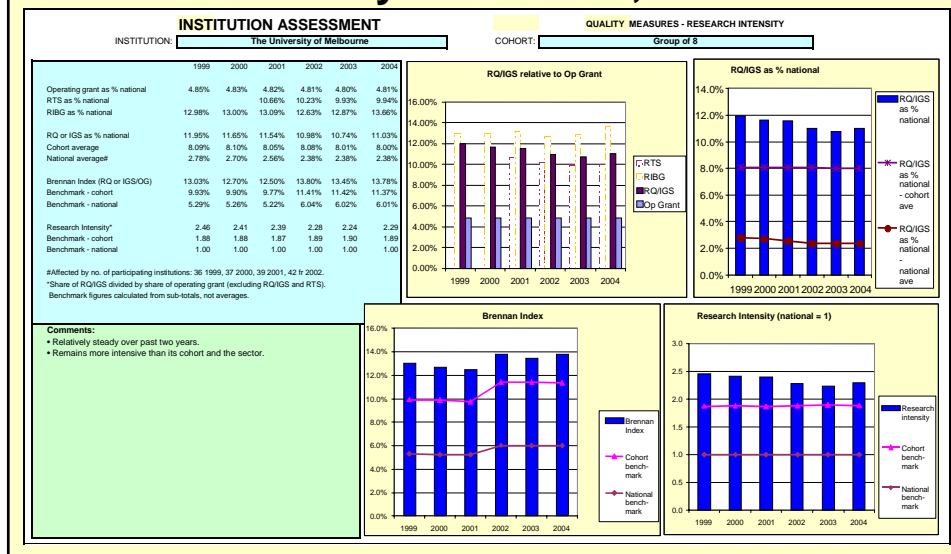 INSTITUTION ASSESSMENT
QUALITY MEASURES - RESEARCH INTENSITY
INSTITUTION: The University of Melbourne
COHORT: Group of 8
1999 2000 2001 2002 2003 2004
Operating grant as % national 4.85% 4.83% 4.82% 4.81% 4.80% 4.81%
RTS as % national 10.66% 10.23% 9.93% 9.94%
RIBG as % national 12.98% 13.00% 13.09% 12.63% 12.87% 13.66%
RQ or IGS as % national 11.95% 11.65% 11.54% 10.98% 10.74% 11.03%
Cohort average 8.09% 8.10% 8.05% 8.08% 8.01% 8.00%
National average# 2.78% 2.70% 2.56% 2.38% 2.38% 2.38%
Brennan Index (RQ or IGS/OG) 13.03% 12.70% 12.50% 13.80% 13.45% 13.78%
Benchmark - cohort 9.93% 9.90% 9.77% 11.41% 11.42% 11.37%
Benchmark - national 5.29% 5.26% 5.22% 6.04% 6.02% 6.01%
Research Intensity* 2.46 2.41 2.39 2.28 2.24 2.29
Benchmark - cohort 1.88 1.88 1.87 1.89 1.90 1.89
Benchmark - national 1.00 1.00 1.00 1.00 1.00 1.00
#Affected by no. of participating institutions: 36 1999, 37 2000, 39 2001, 42 fr 2002.
*Share of RQ/IGS divided by share of operating grant (excluding RQ/IGS and RTS).
Benchmark figures calculated from sub-totals, not averages.
RQ/IGS relative to Op Grant
16.00%
14.00%
12.00%
10.00%
8.00%
6.00%
4.00%
2.00%
0.00%
1999 2000 2001 2002 2003 2004
RTS
RIBG
RQ/IGS
Op Grant
RQ/IGS as % national
14.0%
12.0%
10.0%
8.0%
6.0%
4.0%
2.0%
0.0%
1999 2000 2001 2002 2003 2004
RQ/IGS
as %
national
RQ/IGS
as %
national
- cohort
ave
RQ/IGS
as %
national
-
national
ave
Comments:
• Relatively steady over past two years.
• Remains more intensive than its cohort and the sector.
Brennan Index
16.0%
14.0%
12.0%
10.0%
8.0%
6.0%
4.0%
2.0%
0.0%
1999 2000 2001 2002 2003 2004
Brennan
Index
Cohort
bench-
mark
National
bench-
mark
Research Intensity (national = 1)
3.0
2.5
2.0
1.5
1.0
0.5
0.0
1999 2000 2001 2002 2003 2004
Research
intensity
Cohort
bench-
mark
National
bench-
mark